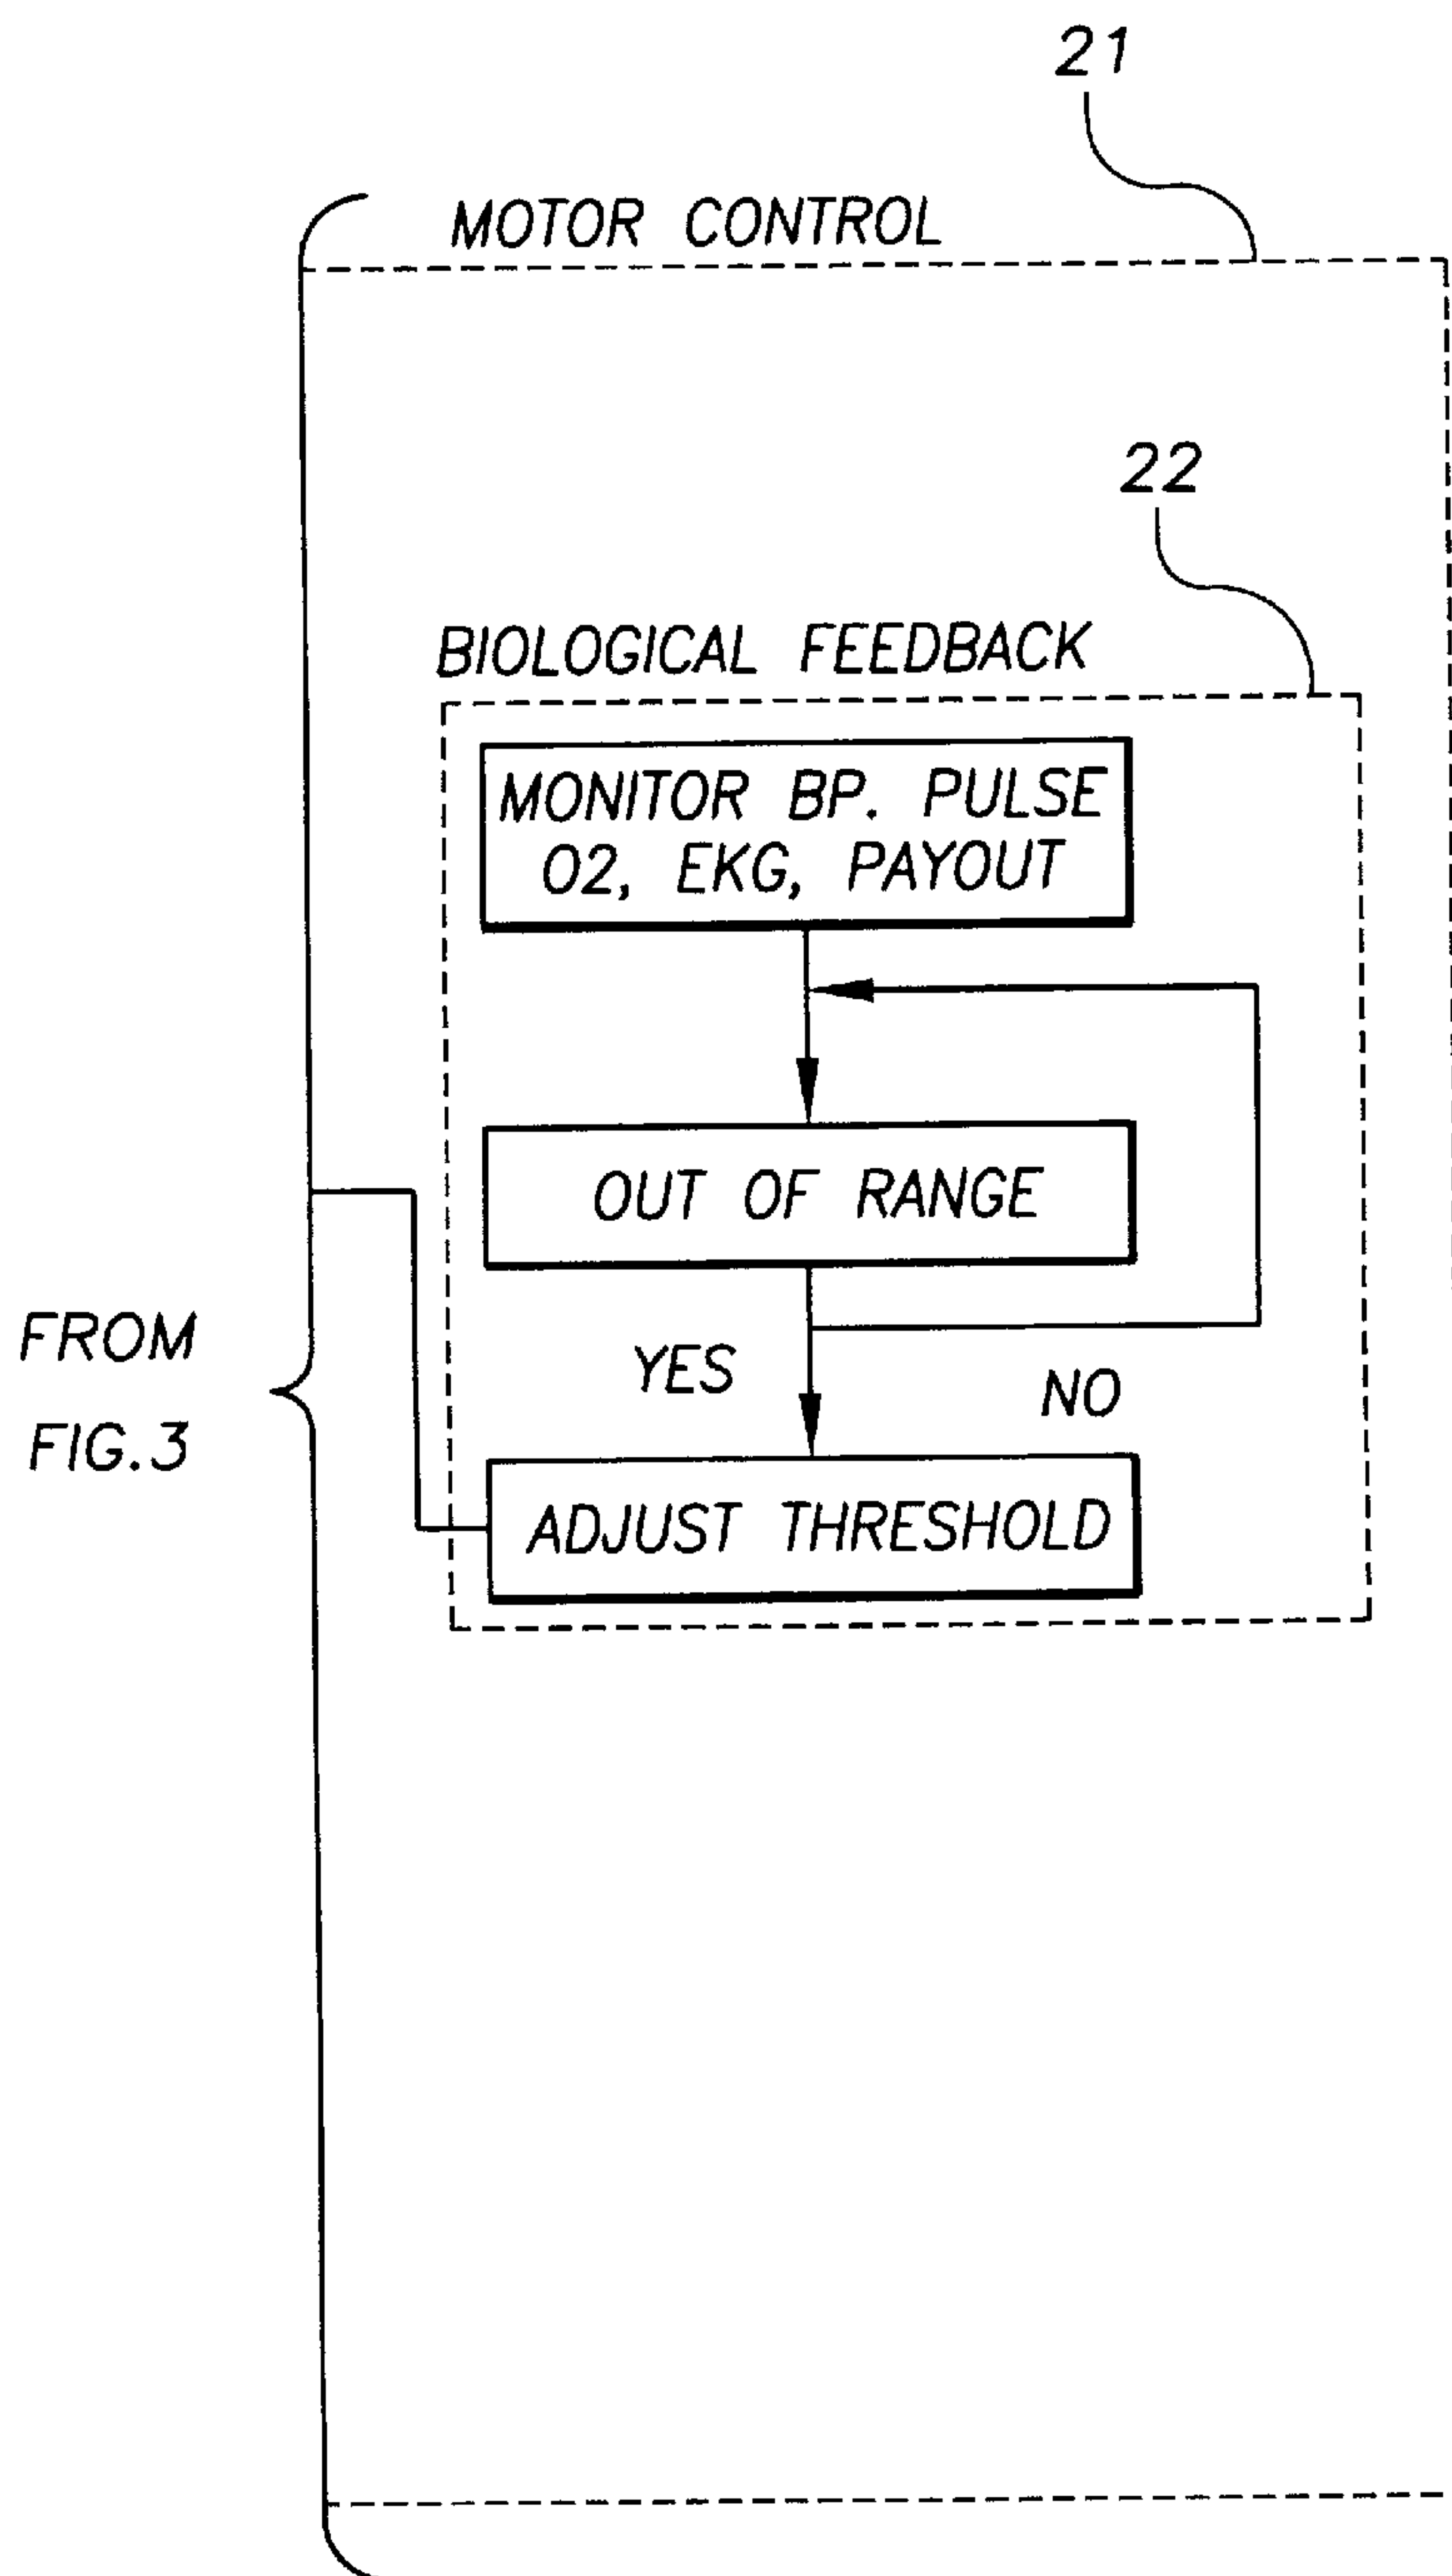 21
MOTOR CONTROL
22
BIOLOGICAL FEEDBACK
MONITOR BP. PULSE
O2, EKG, PAYOUT
OUT OF RANGE
FROM
FIG.3
YES
NO
ADJUST THRESHOLD